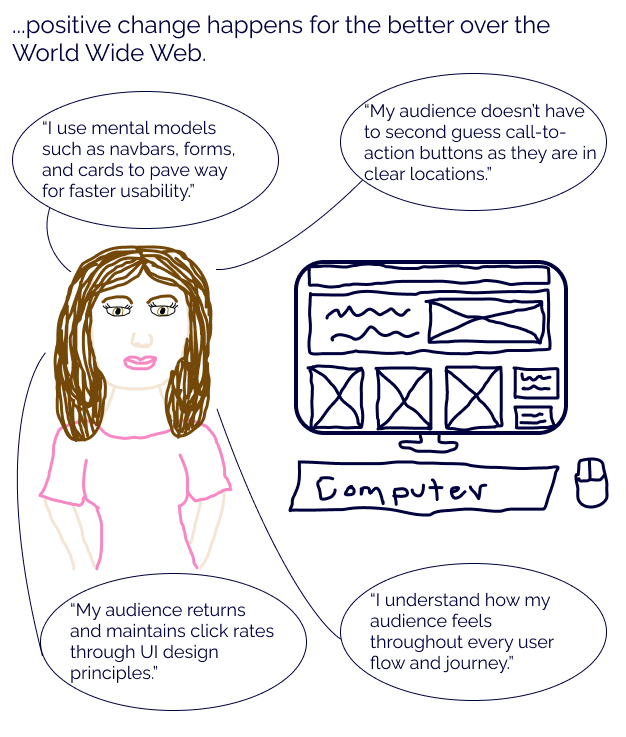 ...positive change happens for the better over the
World Wide Web.
“I use mental models
such as navbars, forms,
and cards to pave way
for faster usability.”
“My audience doesn’t have
to second guess call-to-
action buttons as they are in
clear locations.”
Computer
“My audience returns
and maintains click rates
through UI design
principles.”
“I understand how my
audience feels
throughout every user
flow and journey.”